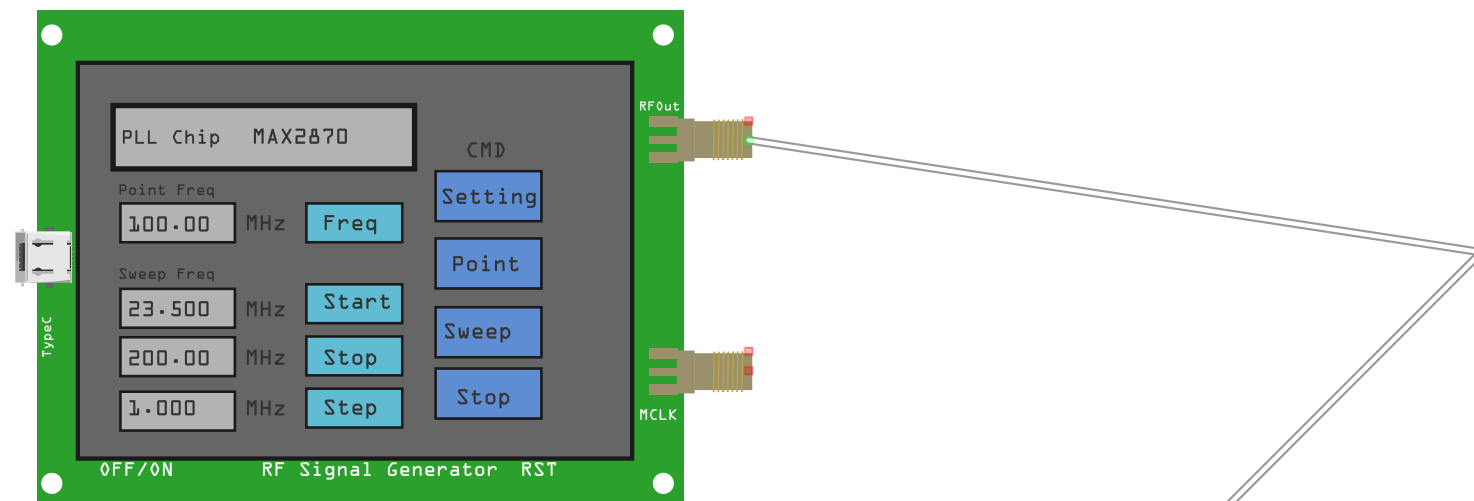 RFOut
PLL Chip MAX2870
CMD
Point Freq
Setting
100.00 MHz Freq
Point
Sweep Freq
23.500 MHz Start
Sweep
200.00 MHz Stop
Stop
1.000 MHz Step
TypeC
MCLK
OFF/ON RF Signal Generator RST